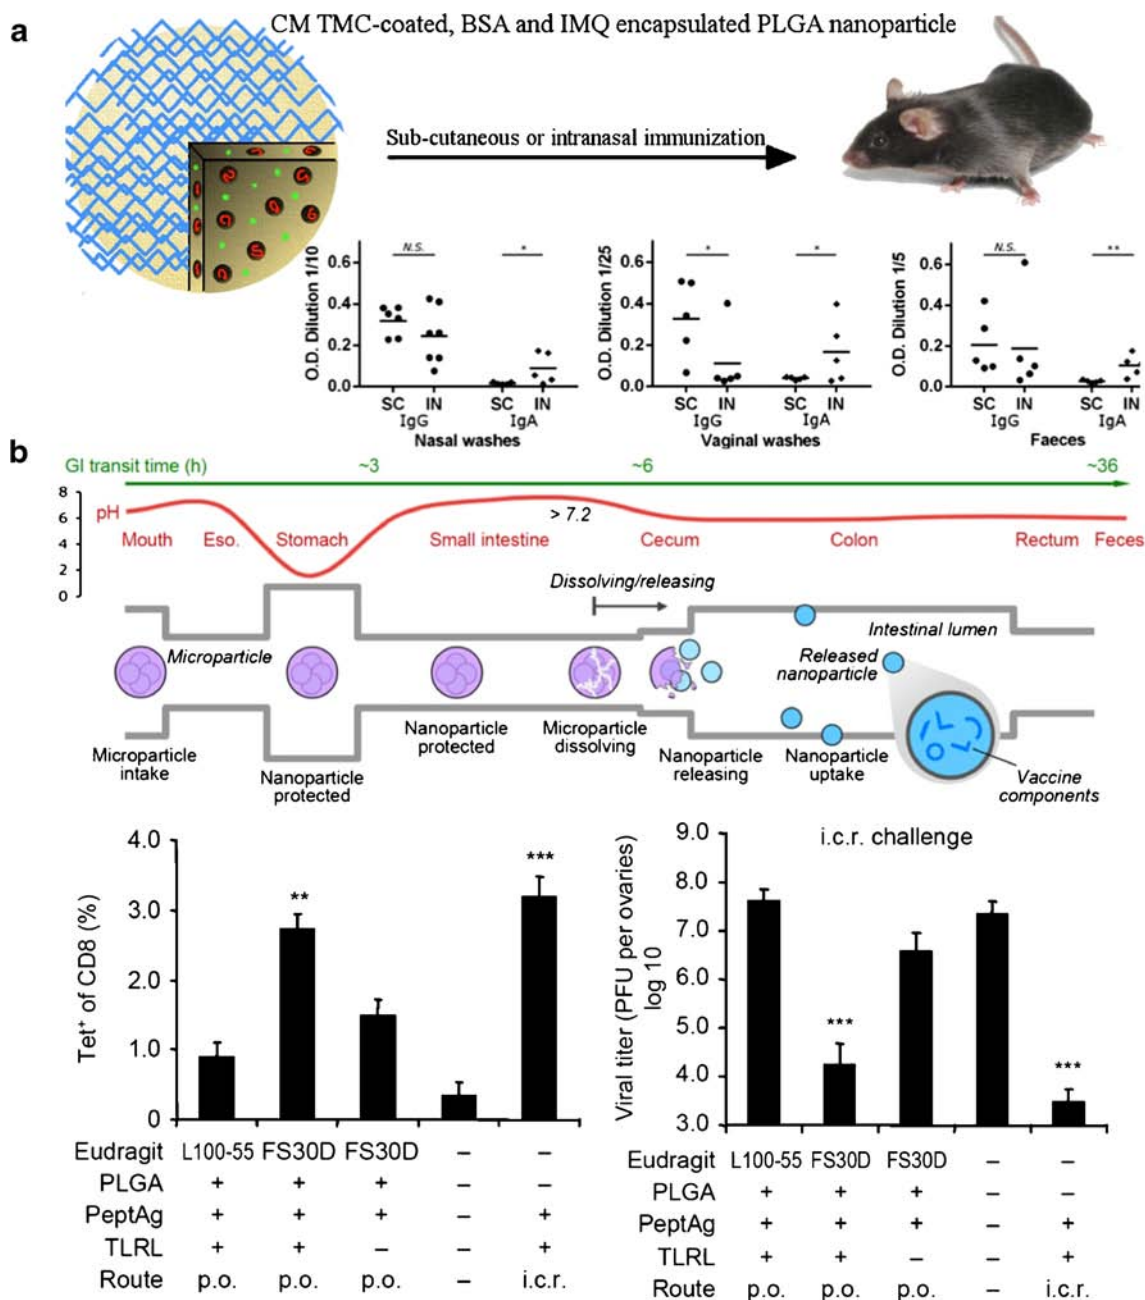 a
CM TMC-coated, BSA and IMQ encapsulated PLGA nanoparticle
Sub-cutaneous or intranasal immunization
O.D. Dilution 1/10
0.6
0.4
0.2
0.0
N.S.
*
SC IN SC IN
IgG IgA
Nasal washes
O.D. Dilution 1/25
0.6
0.4
0.2
0.0
* *
SC IN SC IN
IgG IgA
Vaginal washes
O.D. Dilution 1/5
0.6
0.4
0.2
0.0
N.S. **
SC IN SC IN
IgG IgA
Faeces
b
GI transit time (h) ~3 ~6 ~36
8
6
4
2
0
pH
> 7.2
Mouth Eso. Stomach Small intestine Cecum Colon Rectum Feces
Dissolving/releasing
Microparticle
Intestinal lumen
Released
nanoparticle
Microparticle
intake
Nanoparticle
protected
Nanoparticle
protected
Microparticle
dissolving
Nanoparticle
releasing
Nanoparticle
uptake
Vaccine
components
Tet+ of CD8 (%)
4.0
3.0
2.0
1.0
0
** ***
Eudragit L100-55 FS30D FS30D – –
PLGA + + + – –
PeptAg + + + – +
TLRL + + – – +
Route p.o. p.o. p.o. – i.c.r.
i.c.r. challenge
Viral titer (PFU per ovaries)
log 10
9.0
8.0
7.0
6.0
5.0
4.0
3.0
*** ***
Eudragit L100-55 FS30D FS30D – –
PLGA + + + – –
PeptAg + + + – +
TLRL + + – – +
Route p.o. p.o. p.o. – i.c.r.